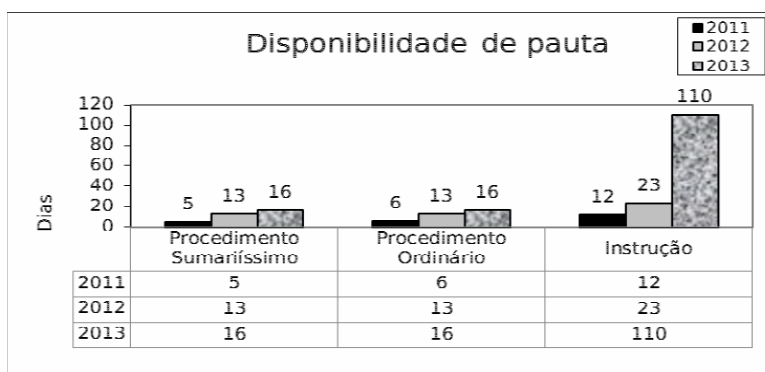 Disponibilidade de pauta
2011
2012
2013
Dias
120
100
80
60
40
20
0
5 13 16
6 13 16
12 23 110
Procedimento
Sumariíssimo
Procedimento
Ordinário
Instrução
2011 5 6 12
2012 13 13 23
2013 16 16 110